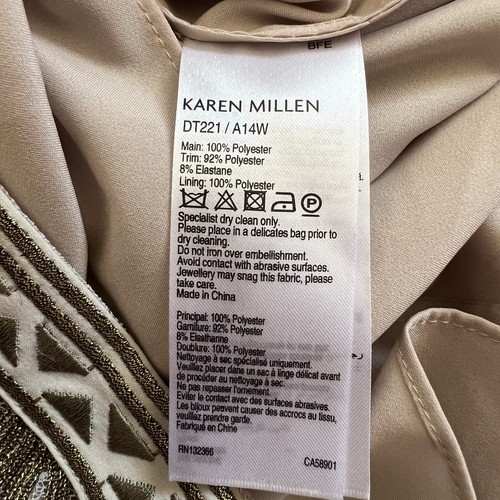 BFE
KAREN MILLEN
DT221 / A14W
Main: 100% Polyester
Trim: 92% Polyester
8% Elastane
Lining: 100% Polyester
P
Specialist dry clean only.
Please place in a delicates bag prior to
dry cleaning.
Do not iron over embellishment.
Avoid contact with abrasive surfaces.
Jewellery may snag this fabric, please
take care.
Made in China
Principal: 100% Polyester
Garniture: 92% Polyester
8% Elasthanne
Doublure: 100% Polyester
Nettoyage à sec spécialisé uniquement.
Veuillez placer dans un sac à linge délicat avant
de procéder au nettoyage à sec.
Ne pas repasser l'ornement.
Eviter le contact avec des surfaces abrasives.
Les bijoux peuvent causer des accrocs au tissu,
veuillez prendre garde.
Fabriqué en Chine
RN132366
CA58901